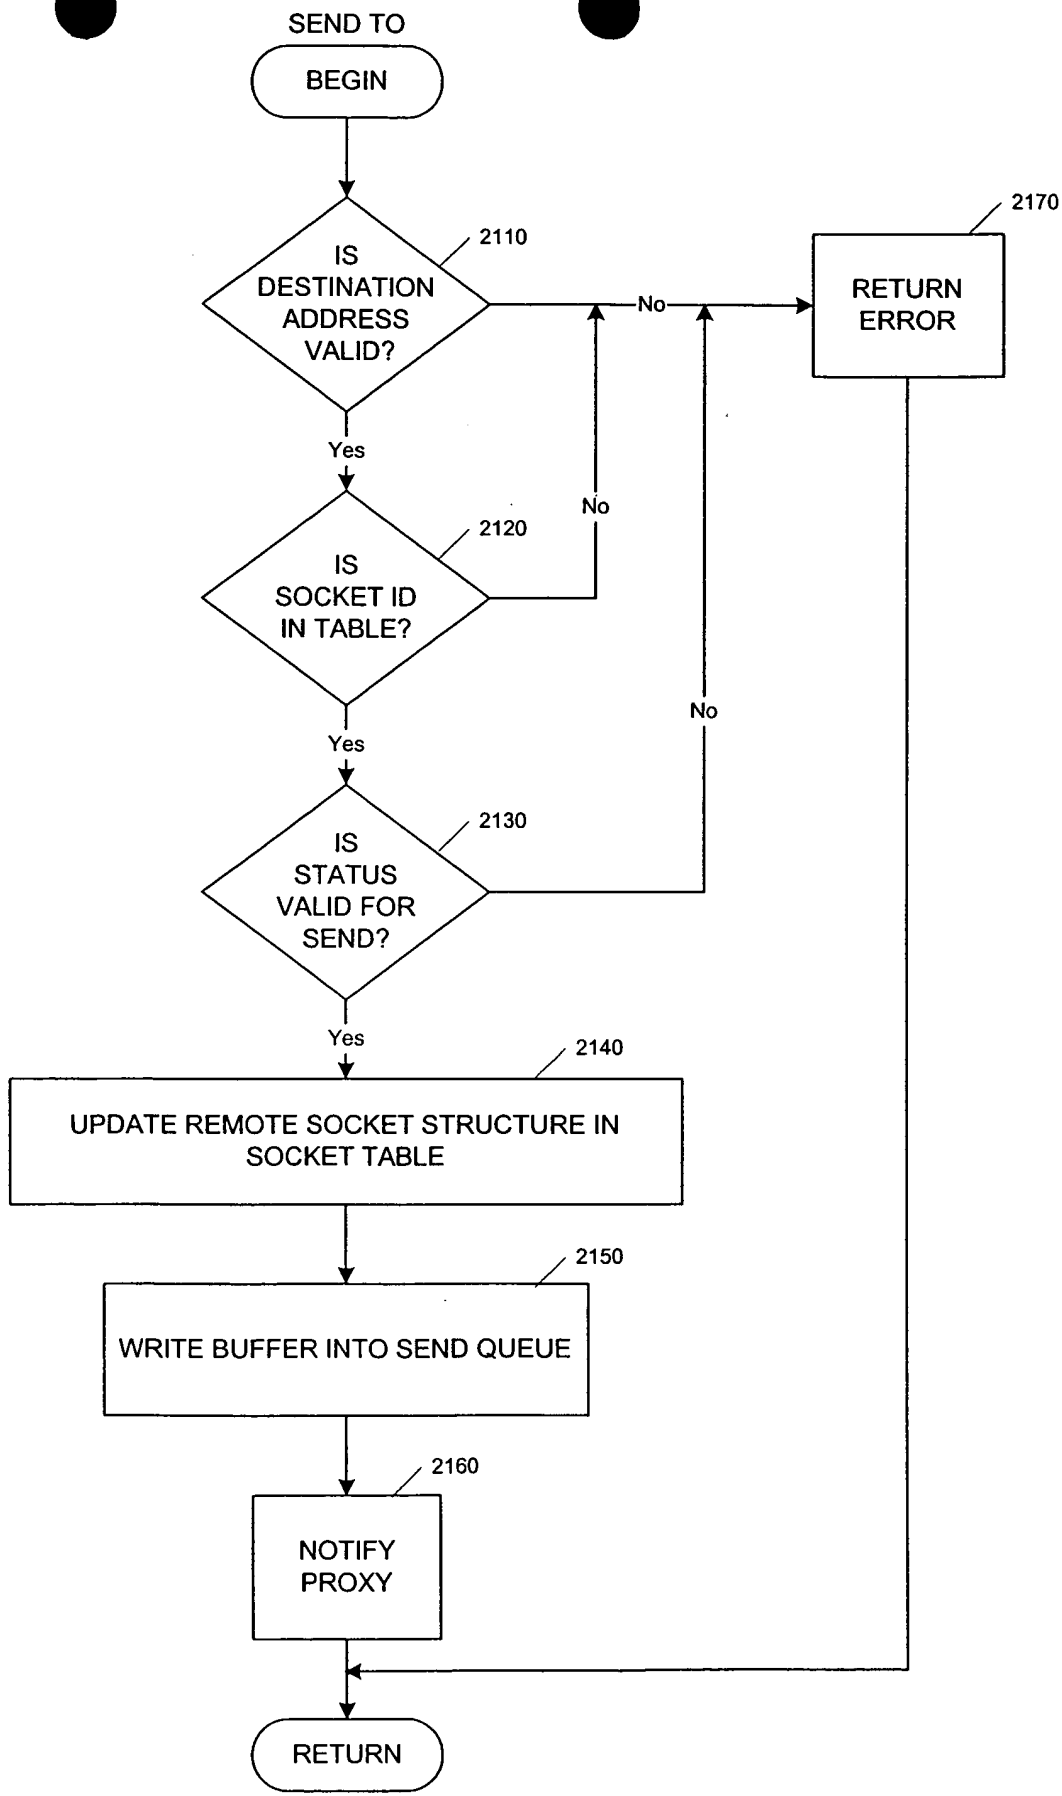 SEND TO
BEGIN
2110
IS
DESTINATION
ADDRESS
VALID?
No
2170
RETURN
ERROR
Yes
2120
IS
SOCKET ID
IN TABLE?
No
Yes
2130
IS
STATUS
VALID FOR
SEND?
No
Yes
2140
UPDATE REMOTE SOCKET STRUCTURE IN
SOCKET TABLE
2150
WRITE BUFFER INTO SEND QUEUE
2160
NOTIFY
PROXY
RETURN